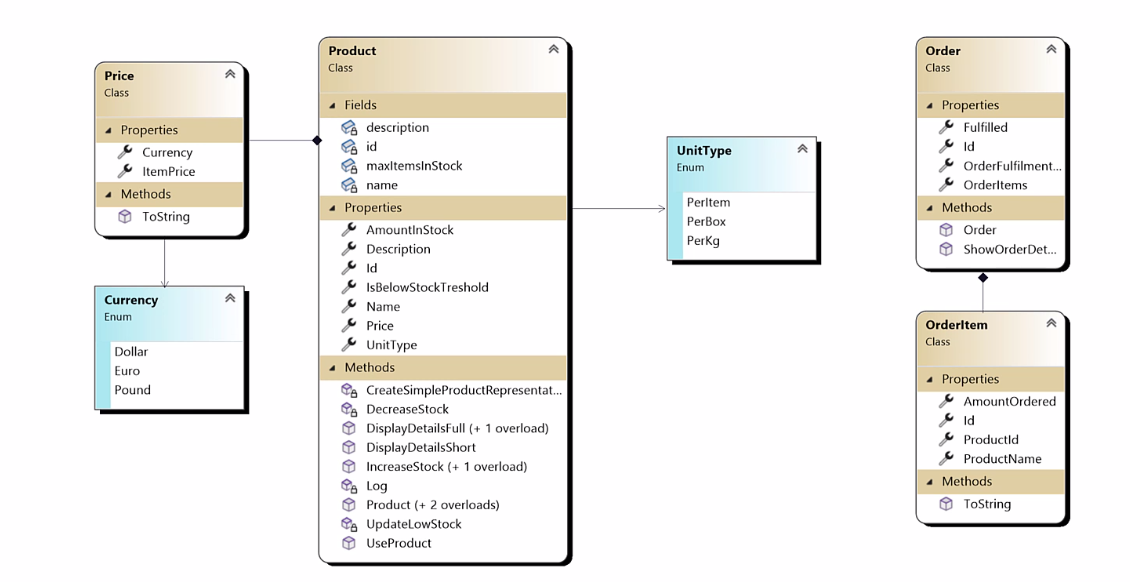 Price
Class
Properties
Currency
ItemPrice
Methods
ToString
Currency
Enum
Dollar
Euro
Pound
Product
Class
Fields
description
id
maxItemsInStock
name
Properties
AmountInStock
Description
Id
IsBelowStockTreshold
Name
Price
UnitType
Methods
CreateSimpleProductRepresentat...
DecreaseStock
DisplayDetailsFull (+ 1 overload)
DisplayDetailsShort
IncreaseStock (+ 1 overload)
Log
Product (+ 2 overloads)
UpdateLowStock
UseProduct
UnitType
Enum
PerItem
PerBox
PerKg
Order
Class
Properties
Fulfilled
Id
OrderFulfilment...
OrderItems
Methods
Order
ShowOrderDet...
OrderItem
Class
Properties
AmountOrdered
Id
ProductId
ProductName
Methods
ToString